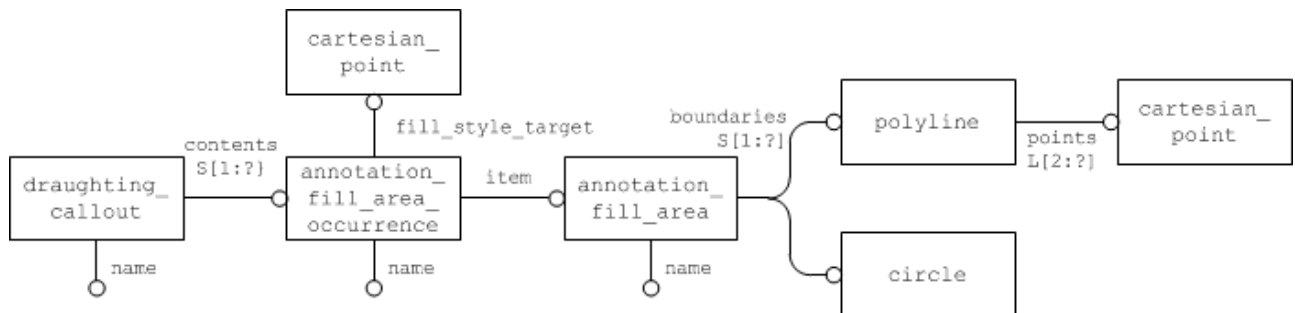 cartesian_
point
fill_style_target
boundaries
S[1:?]
polyline
points
L[2:?]
cartesian_
point
contents
S[1:?}
draughting_
callout
annotation_
fill_area_
occurrence
item
annotation_
fill_area
name
name
name
circle